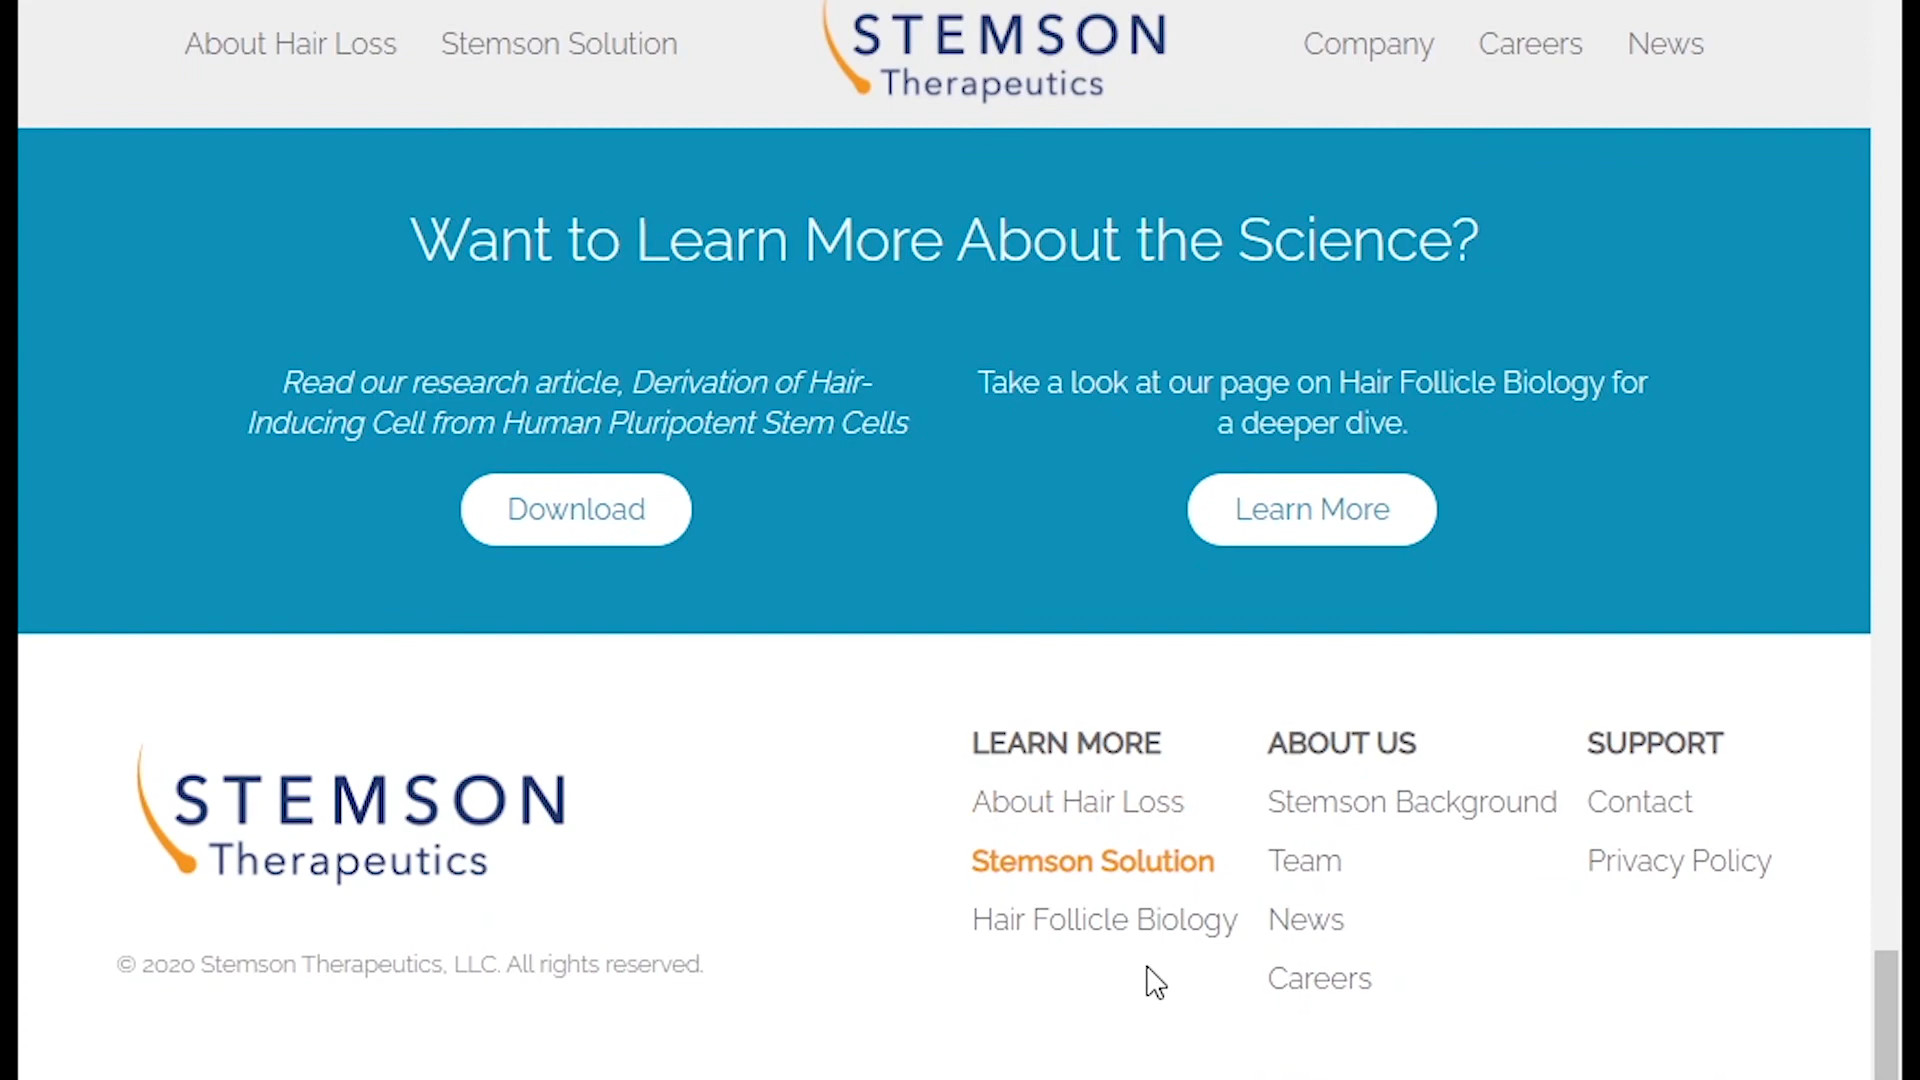 About Hair Loss Stemson Solution STEMSON Company Careers News
Therapeutics
Want to Learn More About the Science?
Read our research article, Derivation of Hair-
Inducing Cell from Human Pluripotent Stem Cells
Download
Take a look at our page on Hair Follicle Biology for
a deeper dive.
Learn More
STEMSON
Therapeutics
© 2020 Stemson Therapeutics, LLC. All rights reserved.
LEARN MORE
About Hair Loss
Stemson Solution
Hair Follicle Biology
ABOUT US
Stemson Background
Team
News
Careers
SUPPORT
Contact
Privacy Policy